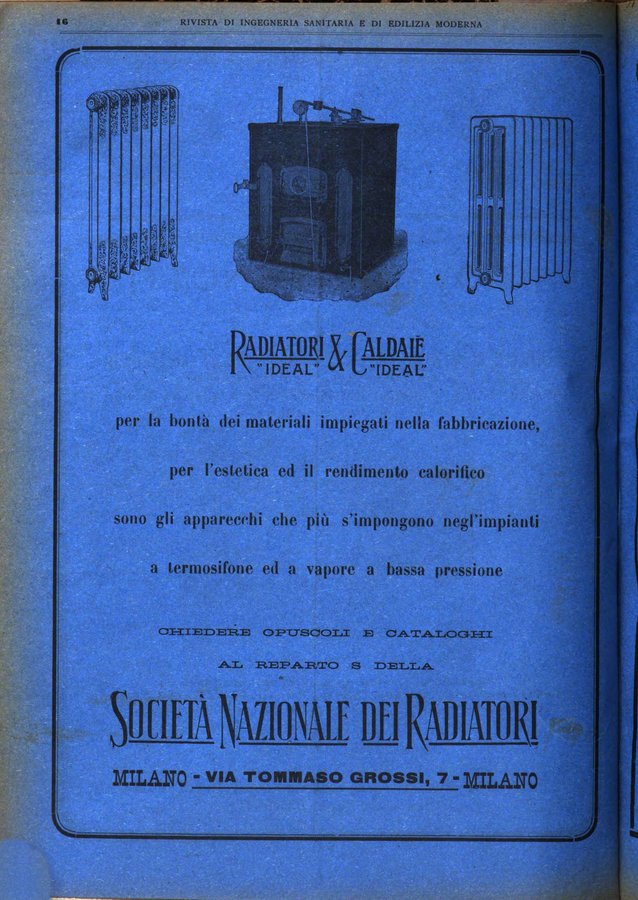 16
RIVISTA DI INGEGNERIA SANITARIA E DI EDILIZIA MODERNA
RADIATORI & CALDAIE
"IDEAL" "IDEAL"
per la bontà dei materiali impiegati nella fabbricazione,
per l'estetica ed il rendimento calorifico
sono gli apparecchi che più s'impongono negl'impianti
a termosifone ed a vapore a bassa pressione
CHIEDERE OPUSCOLI E CATALOGHI
AL REPARTO S DELLA
SOCIETÀ NAZIONALE DEI RADIATORI
MILANO - VIA TOMMASO GROSSI, 7 - MILANO